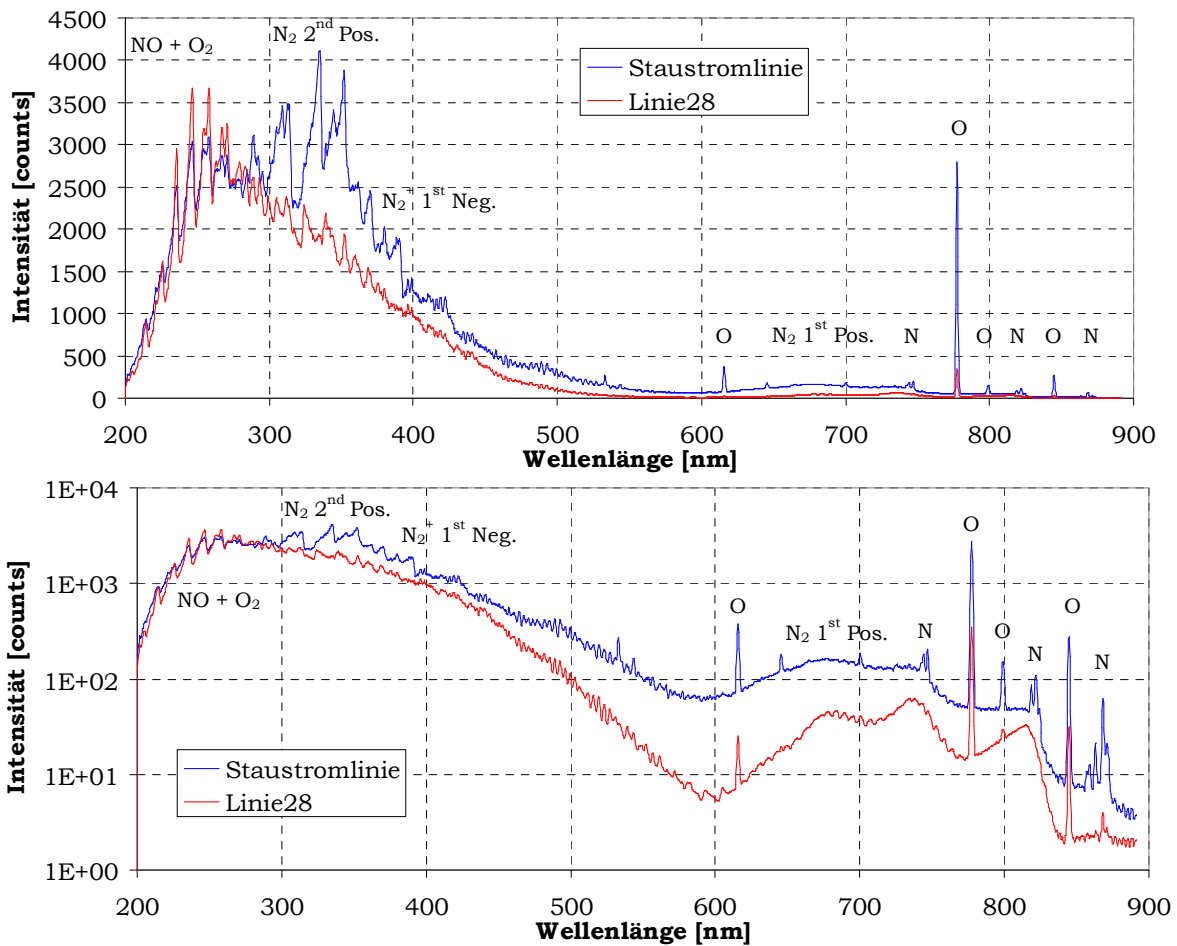 4500
4000
3500
3000
2500
2000
1500
1000
500
0
Intensität [counts]
NO + O₂
N₂ 2ⁿᵈ Pos.
N₂⁺ 1ˢᵗ Neg.
Staustromlinie
Linie28
O
O N₂ 1ˢᵗ Pos. N O N O N
200 300 400 500 600 700 800 900
Wellenlänge [nm]
1E+04
1E+03
1E+02
1E+01
1E+00
Intensität [counts]
N₂ 2ⁿᵈ Pos.
N₂⁺ 1ˢᵗ Neg.
NO + O₂
O
O
N₂ 1ˢᵗ Pos.
N
O
N
O
N
Staustromlinie
Linie28
200 300 400 500 600 700 800 900
Wellenlänge [nm]